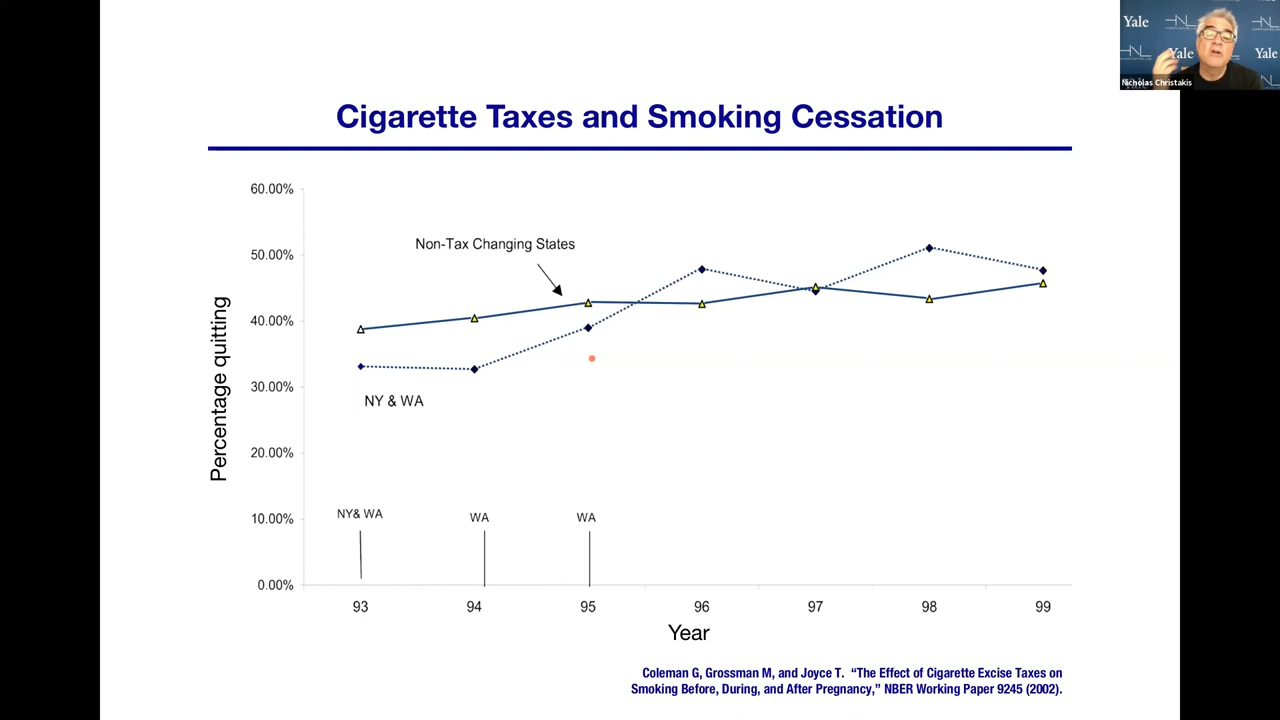 Yale
Yale
Yale
Nicholas Christakis
Cigarette Taxes and Smoking Cessation
60.00%
50.00%
40.00%
30.00%
20.00%
10.00%
0.00%
Percentage quitting
Non-Tax Changing States
NY & WA
NY& WA
WA
WA
93
94
95
96
97
98
99
Year
Coleman G, Grossman M, and Joyce T. “The Effect of Cigarette Excise Taxes on
Smoking Before, During, and After Pregnancy,” NBER Working Paper 9245 (2002).